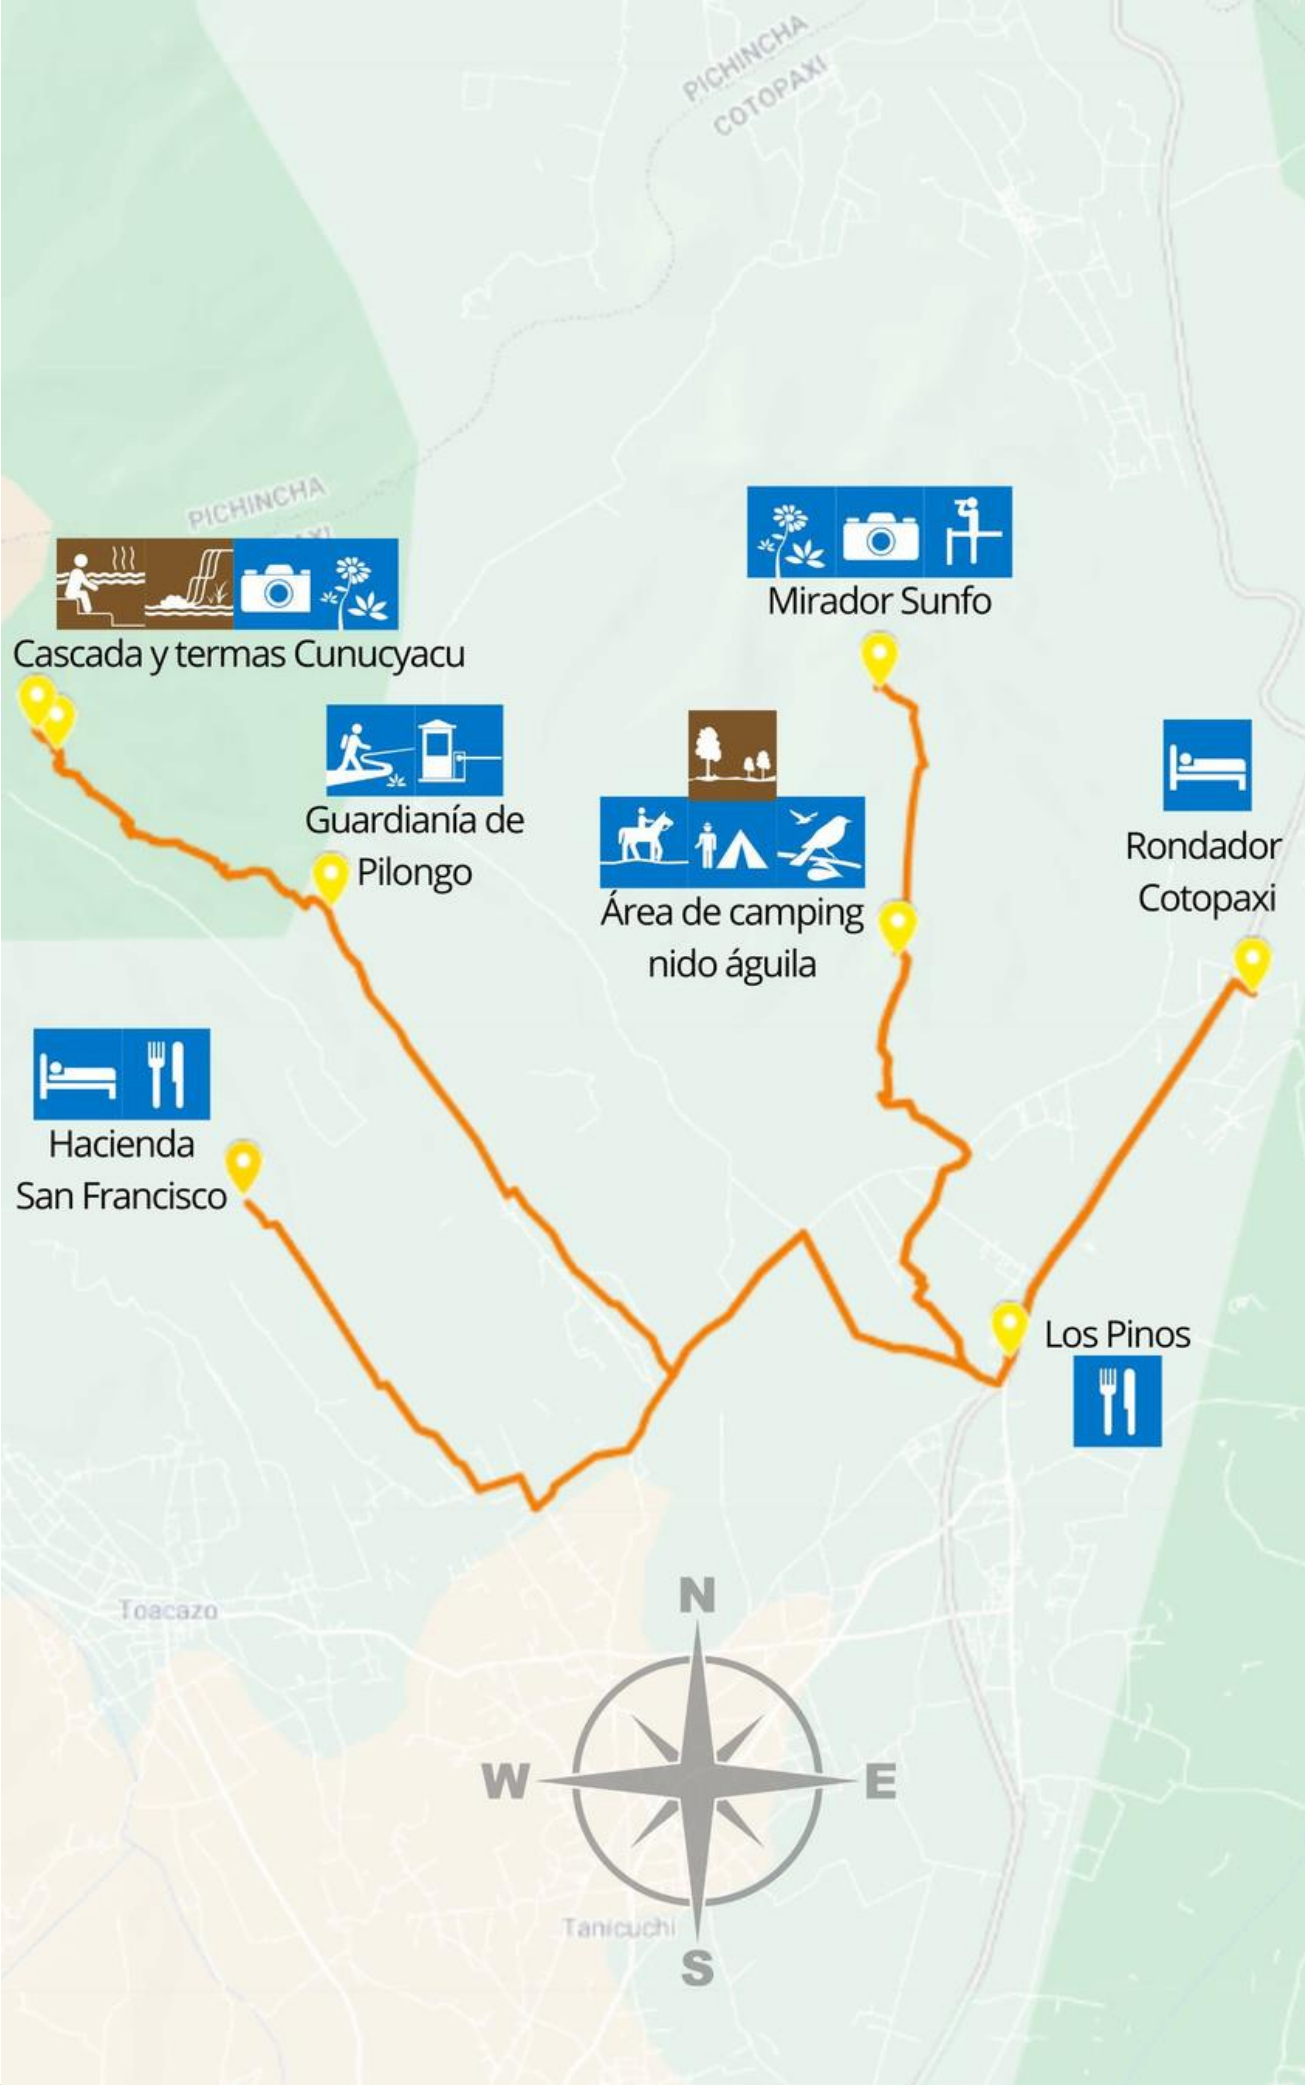 PICHINCHA
COTOPAXI
PICHINCHA
Mirador Sunfo
Cascada y termas Cunucyacu
Guardianía de
Pilongo
Rondador
Cotopaxi
Área de camping
nido águila
Hacienda
San Francisco
Los Pinos
N
Toacazo
W
E
Tanicuchi
S